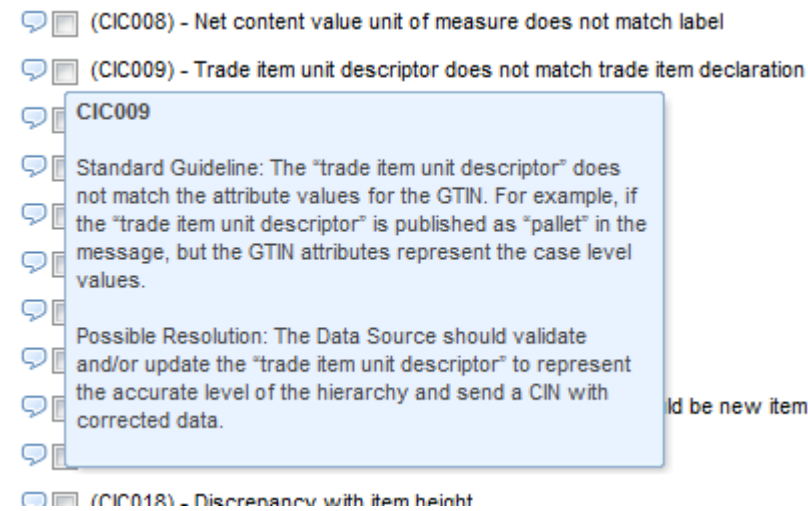 (CIC008) - Net content value unit of measure does not match label
(CIC009) - Trade item unit descriptor does not match trade item declaration
CIC009
Standard Guideline: The “trade item unit descriptor” does
not match the attribute values for the GTIN. For example, if
the “trade item unit descriptor” is published as “pallet” in the
message, but the GTIN attributes represent the case level
values.
Possible Resolution: The Data Source should validate
and/or update the “trade item unit descriptor” to represent
the accurate level of the hierarchy and send a CIN with
corrected data.
be new item
(CIC018) - Discrepancy with item height